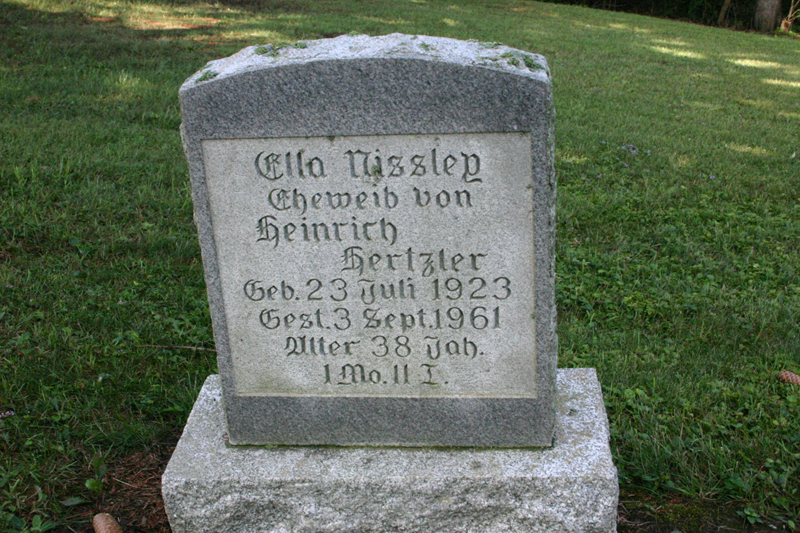 Ella Nissley
Eheweib von
Heinrich
Hertzler
Geb. 23 Juli 1923
Gest. 3 Sept. 1961
Alter 38 Jah.
1 Mo. 11 T.